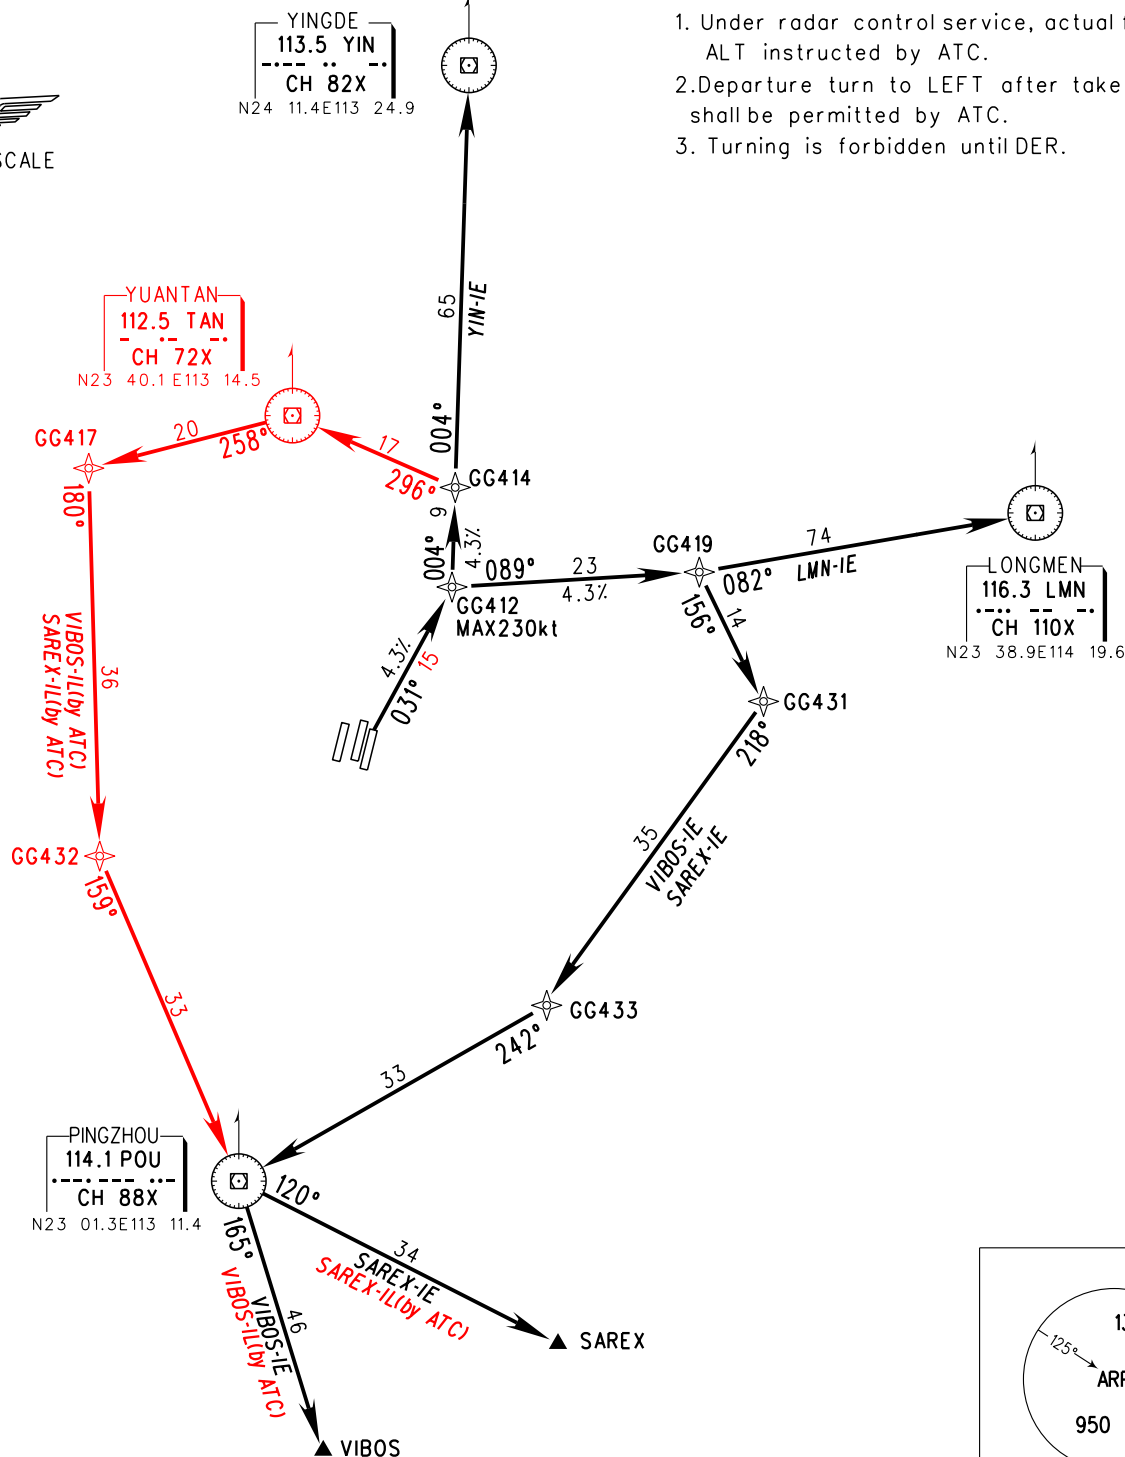 YINGDE
113.5 YIN
CH 82X
N24 11.4E113 24.9
1. Under radar control service, actual
ALT instructed by ATC.
2.Departure turn to LEFT after take
shall be permitted by ATC.
3. Turning is forbidden until DER.
SCALE
65
YIN-IE
004°
YUANTAN
112.5 TAN
CH 72X
N23 40.1 E113 14.5
20
258°
17
296°
GG417
180°
GG414
9
004°
4.3%
GG412
MAX230kt
089°
23
4.3%
GG419
082°
74
LMN-IE
LONGMEN
116.3 LMN
CH 110X
N23 38.9E114 19.6
156°
14
GG431
218°
4.3%
15
031°
VIBOS-IL(by ATC)
SAREX-IL(by ATC)
36
GG432
159°
33
35
VIBOS-IE
SAREX-IE
GG433
242°
33
PINGZHOU
114.1 POU
CH 88X
N23 01.3E113 11.4
120°
165°
34
SAREX-IE
SAREX-IL(by ATC)
SAREX
46
VIBOS-IE
VIBOS-IL(by ATC)
VIBOS
125°
950